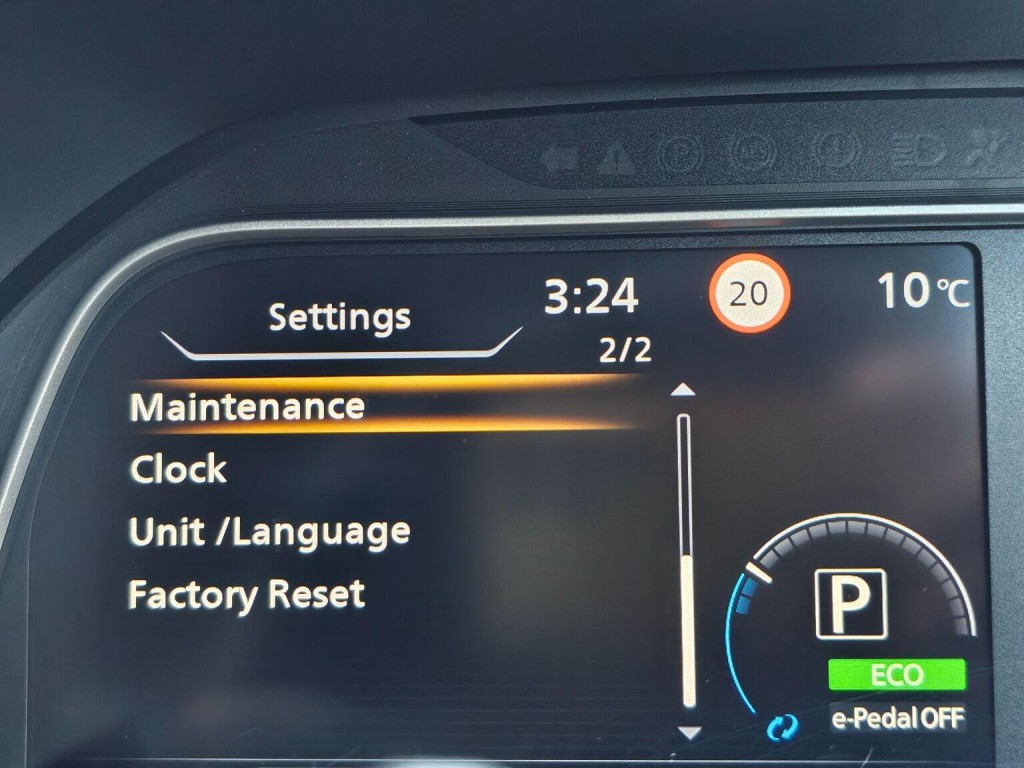 Settings
3:24
20
10°C
2/2
Maintenance
Clock
Unit /Language
Factory Reset
P
ECO
e-Pedal OFF